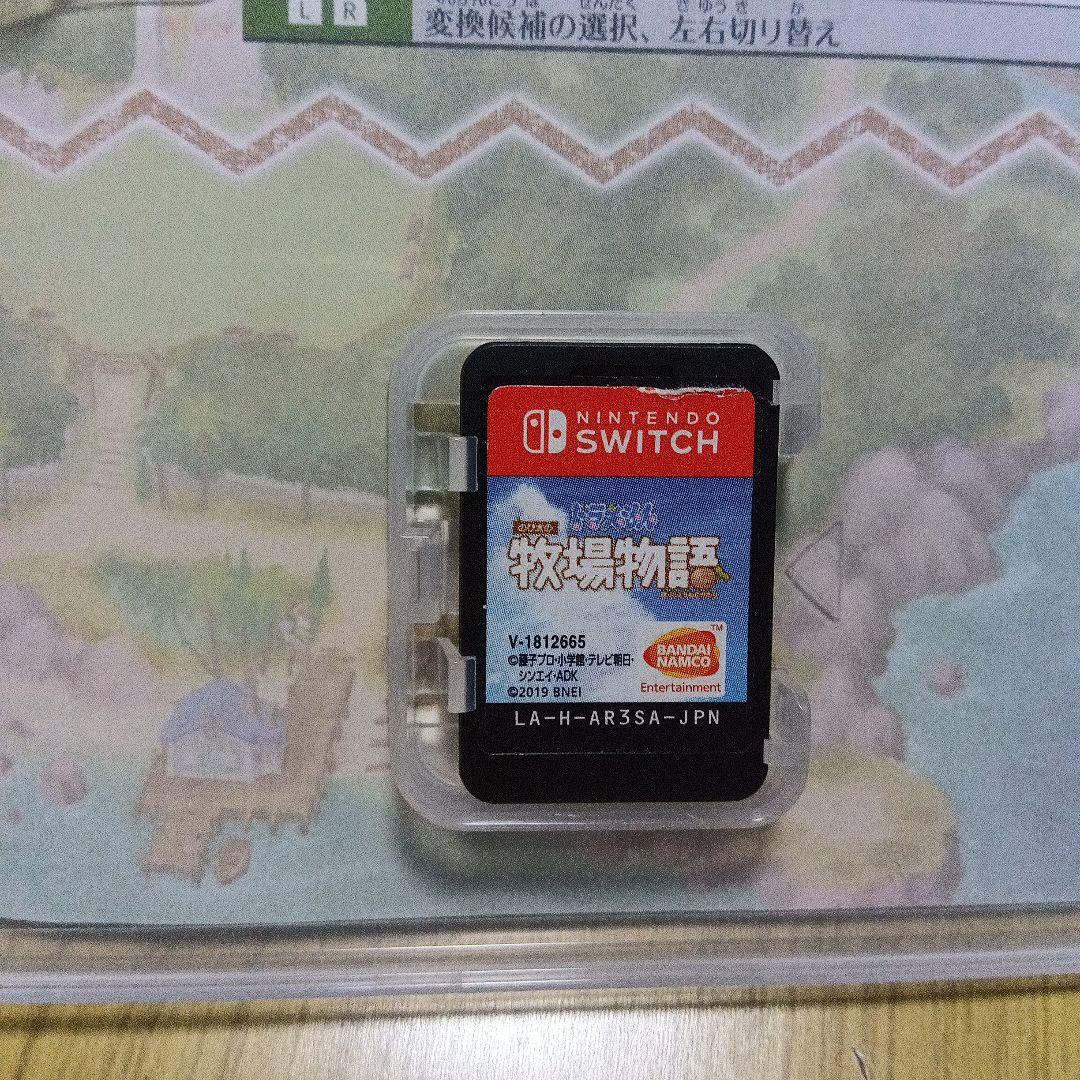 L R
変換候補の選択、左右切り替え
NINTENDO
SWITCH
のび太の
牧場物語
V-1812665
©藤子プロ・小学館・テレビ朝日・
シンエイ・ADK
©2019 BNEI
TM
BANDAI
NAMCO
Entertainment
LA-H-AR3SA-JPN